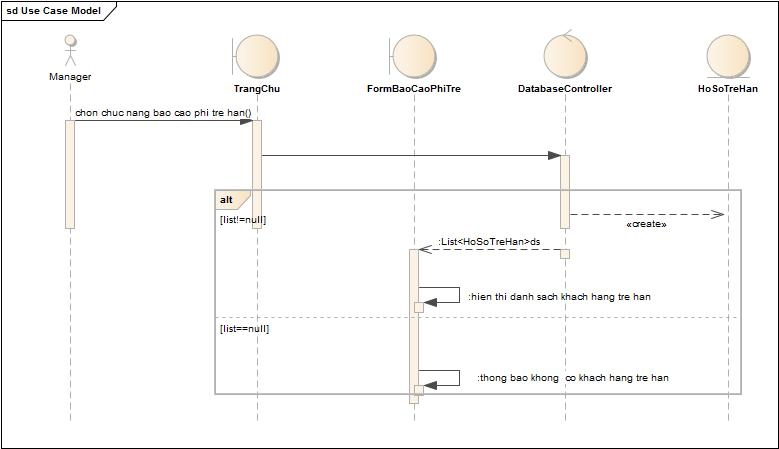 sd Use Case Model
Manager
TrangChu
FormBaoCaoPhiTre
DatabaseController
HoSoTreHan
chon chuc nang bao cao phi tre han()
alt
[list!=null]
«create»
:List<HoSoTreHan>ds
:hien thi danh sach khach hang tre han
[list==null]
:thong bao khong co khach hang tre han